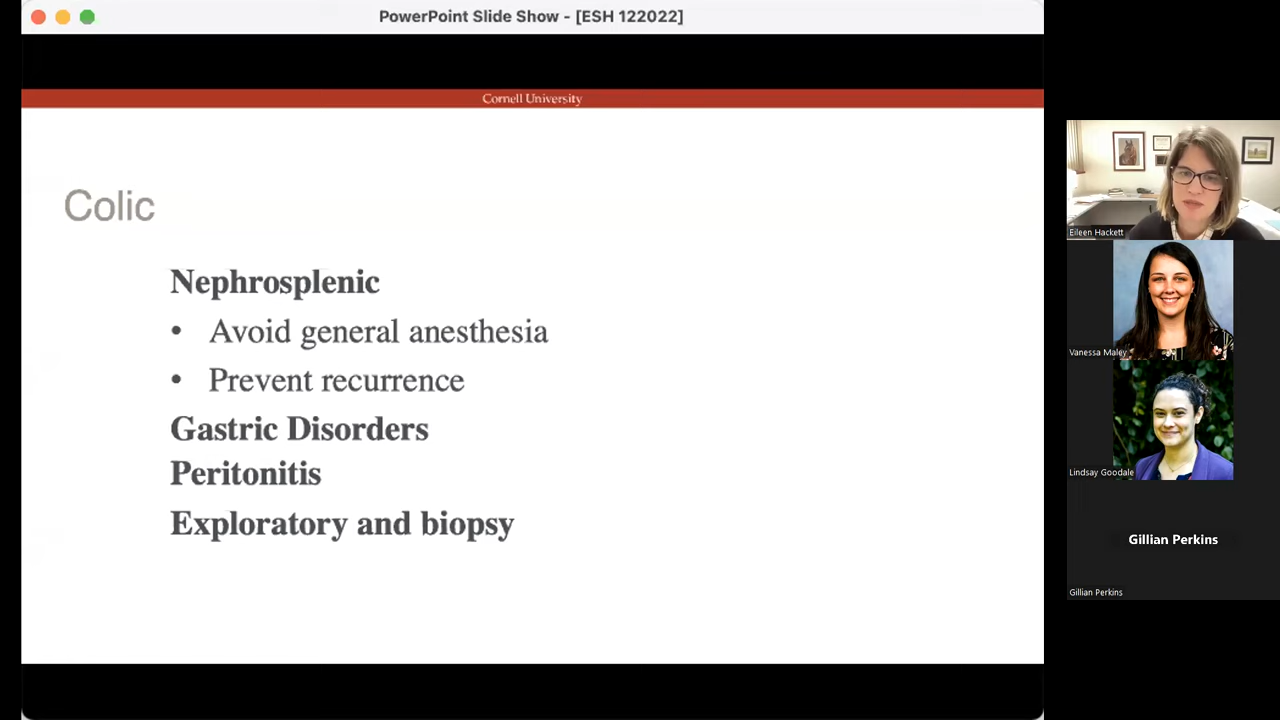 PowerPoint Slide Show - [ESH 122022]
Cornell University
Colic
Nephrosplenic
• Avoid general anesthesia
• Prevent recurrence
Gastric Disorders
Peritonitis
Exploratory and biopsy
Eileen Hackett
Vanessa Maley
Lindsay Goodale
Gillian Perkins
Gillian Perkins